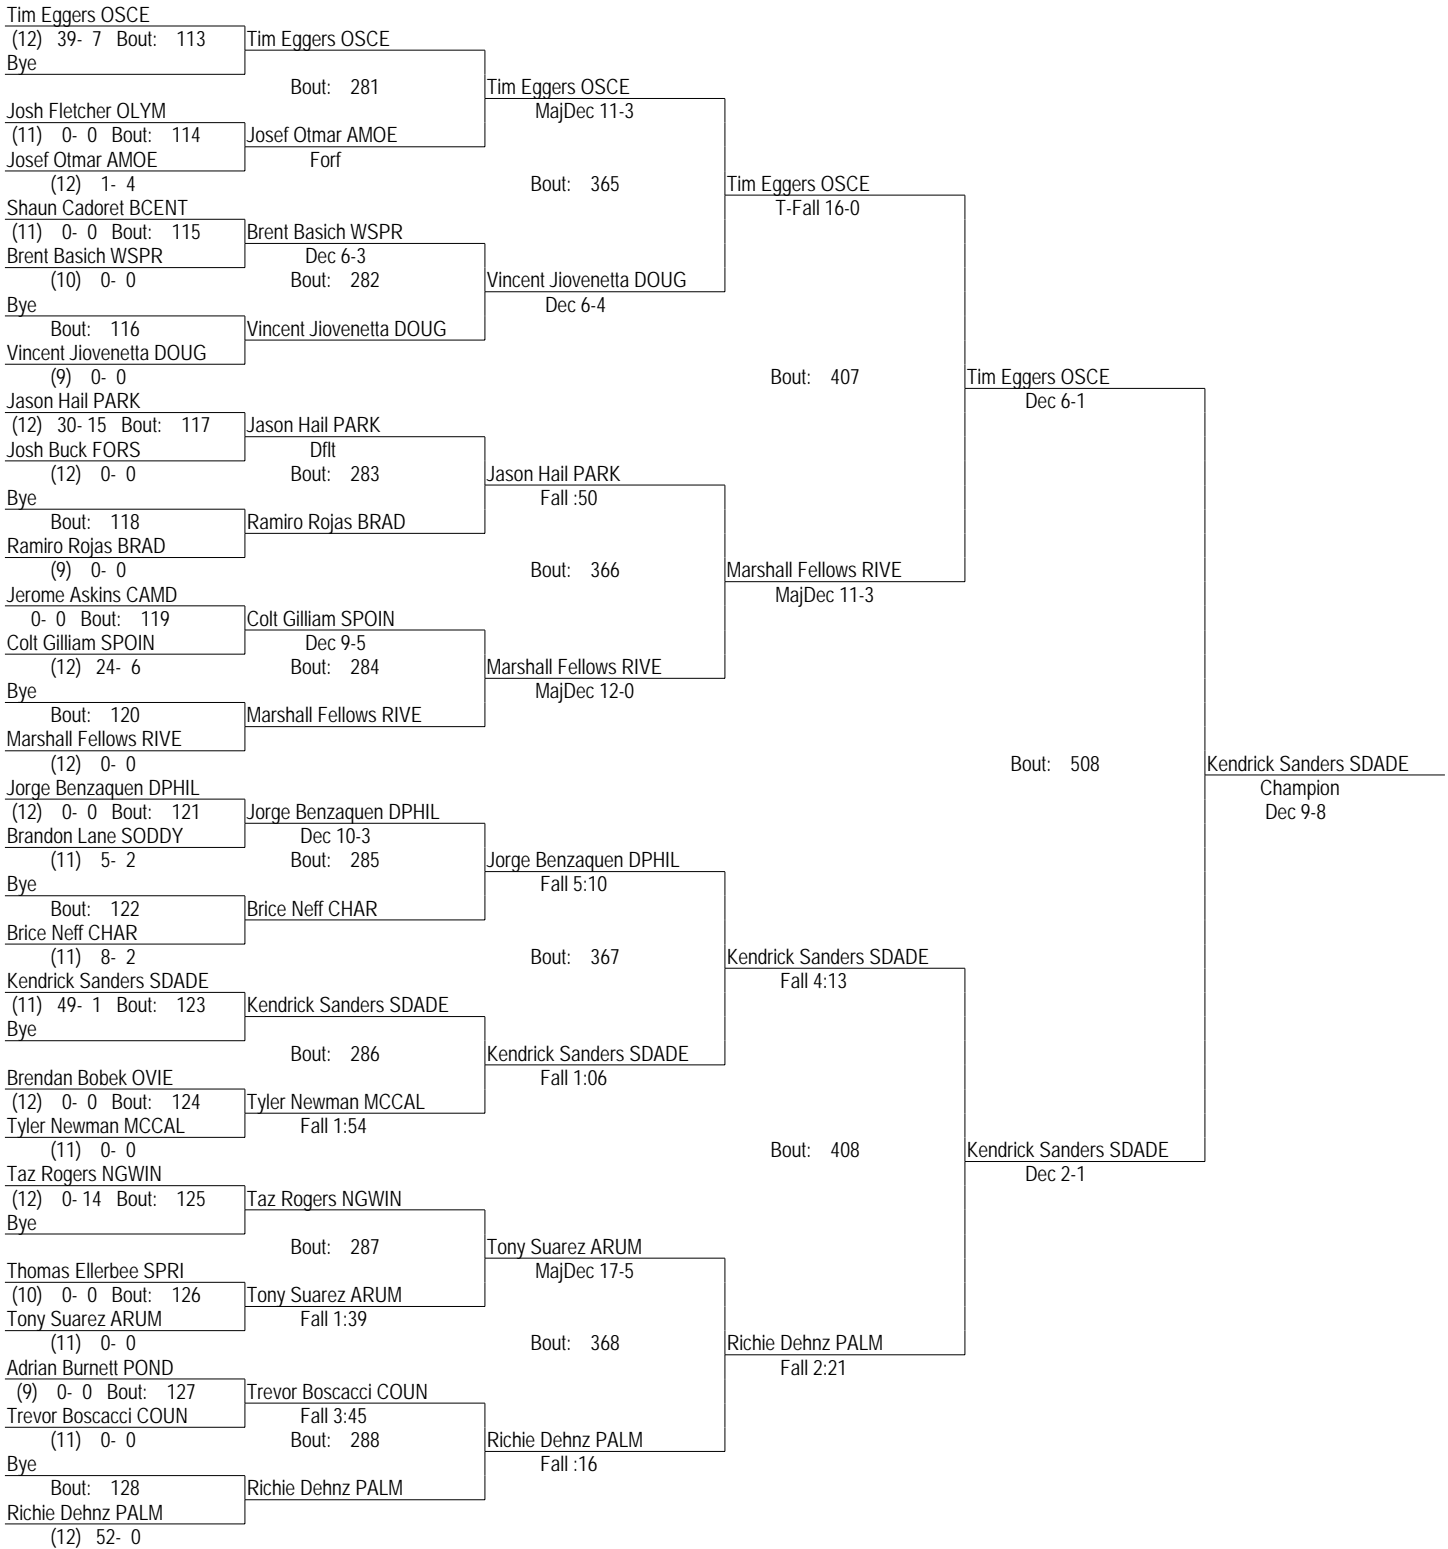 Tim Eggers OSCE
(12) 39- 7 Bout: 113
Bye
Josh Fletcher OLYM
(11) 0- 0 Bout: 114
Josef Otmar AMOE
(12) 1- 4
Shaun Cadoret BCENT
(11) 0- 0 Bout: 115
Brent Basich WSPR
(10) 0- 0
Bye
Bout: 116
Vincent Jiovenetta DOUG
(9) 0- 0
Jason Hail PARK
(12) 30- 15 Bout: 117
Josh Buck FORS
(12) 0- 0
Bye
Bout: 118
Ramiro Rojas BRAD
(9) 0- 0
Jerome Askins CAMD
0- 0 Bout: 119
Colt Gilliam SPOIN
(12) 24- 6
Bye
Bout: 120
Marshall Fellows RIVE
(12) 0- 0
Jorge Benzaquen DPHIL
(12) 0- 0 Bout: 121
Brandon Lane SODDY
(11) 5- 2
Bye
Bout: 122
Brice Neff CHAR
(11) 8- 2
Kendrick Sanders SDADE
(11) 49- 1 Bout: 123
Bye
Brendan Bobek OVIE
(12) 0- 0 Bout: 124
Tyler Newman MCCAL
(11) 0- 0
Taz Rogers NGWIN
(12) 0- 14 Bout: 125
Bye
Thomas Ellerbee SPRI
(10) 0- 0 Bout: 126
Tony Suarez ARUM
(11) 0- 0
Adrian Burnett POND
(9) 0- 0 Bout: 127
Trevor Boscacci COUN
(11) 0- 0
Bye
Bout: 128
Richie Dehnz PALM
(12) 52- 0
Tim Eggers OSCE
Bout: 281
Josef Otmar AMOE
Forf
Brent Basich WSPR
Dec 6-3
Bout: 282
Vincent Jiovenetta DOUG
Jason Hail PARK
Dflt
Bout: 283
Ramiro Rojas BRAD
Colt Gilliam SPOIN
Dec 9-5
Bout: 284
Marshall Fellows RIVE
Jorge Benzaquen DPHIL
Dec 10-3
Bout: 285
Brice Neff CHAR
Kendrick Sanders SDADE
Bout: 286
Tyler Newman MCCAL
Fall 1:54
Taz Rogers NGWIN
Bout: 287
Tony Suarez ARUM
Fall 1:39
Trevor Boscacci COUN
Fall 3:45
Bout: 288
Richie Dehnz PALM
Tim Eggers OSCE
MajDec 11-3
Bout: 365
Vincent Jiovenetta DOUG
Dec 6-4
Jason Hail PARK
Fall :50
Bout: 366
Marshall Fellows RIVE
MajDec 12-0
Jorge Benzaquen DPHIL
Fall 5:10
Bout: 367
Kendrick Sanders SDADE
Fall 1:06
Tony Suarez ARUM
MajDec 17-5
Bout: 368
Richie Dehnz PALM
Fall :16
Tim Eggers OSCE
T-Fall 16-0
Bout: 407
Marshall Fellows RIVE
MajDec 11-3
Kendrick Sanders SDADE
Fall 4:13
Bout: 408
Richie Dehnz PALM
Fall 2:21
Tim Eggers OSCE
Dec 6-1
Bout: 508
Kendrick Sanders SDADE
Dec 2-1
Kendrick Sanders SDADE
Champion
Dec 9-8